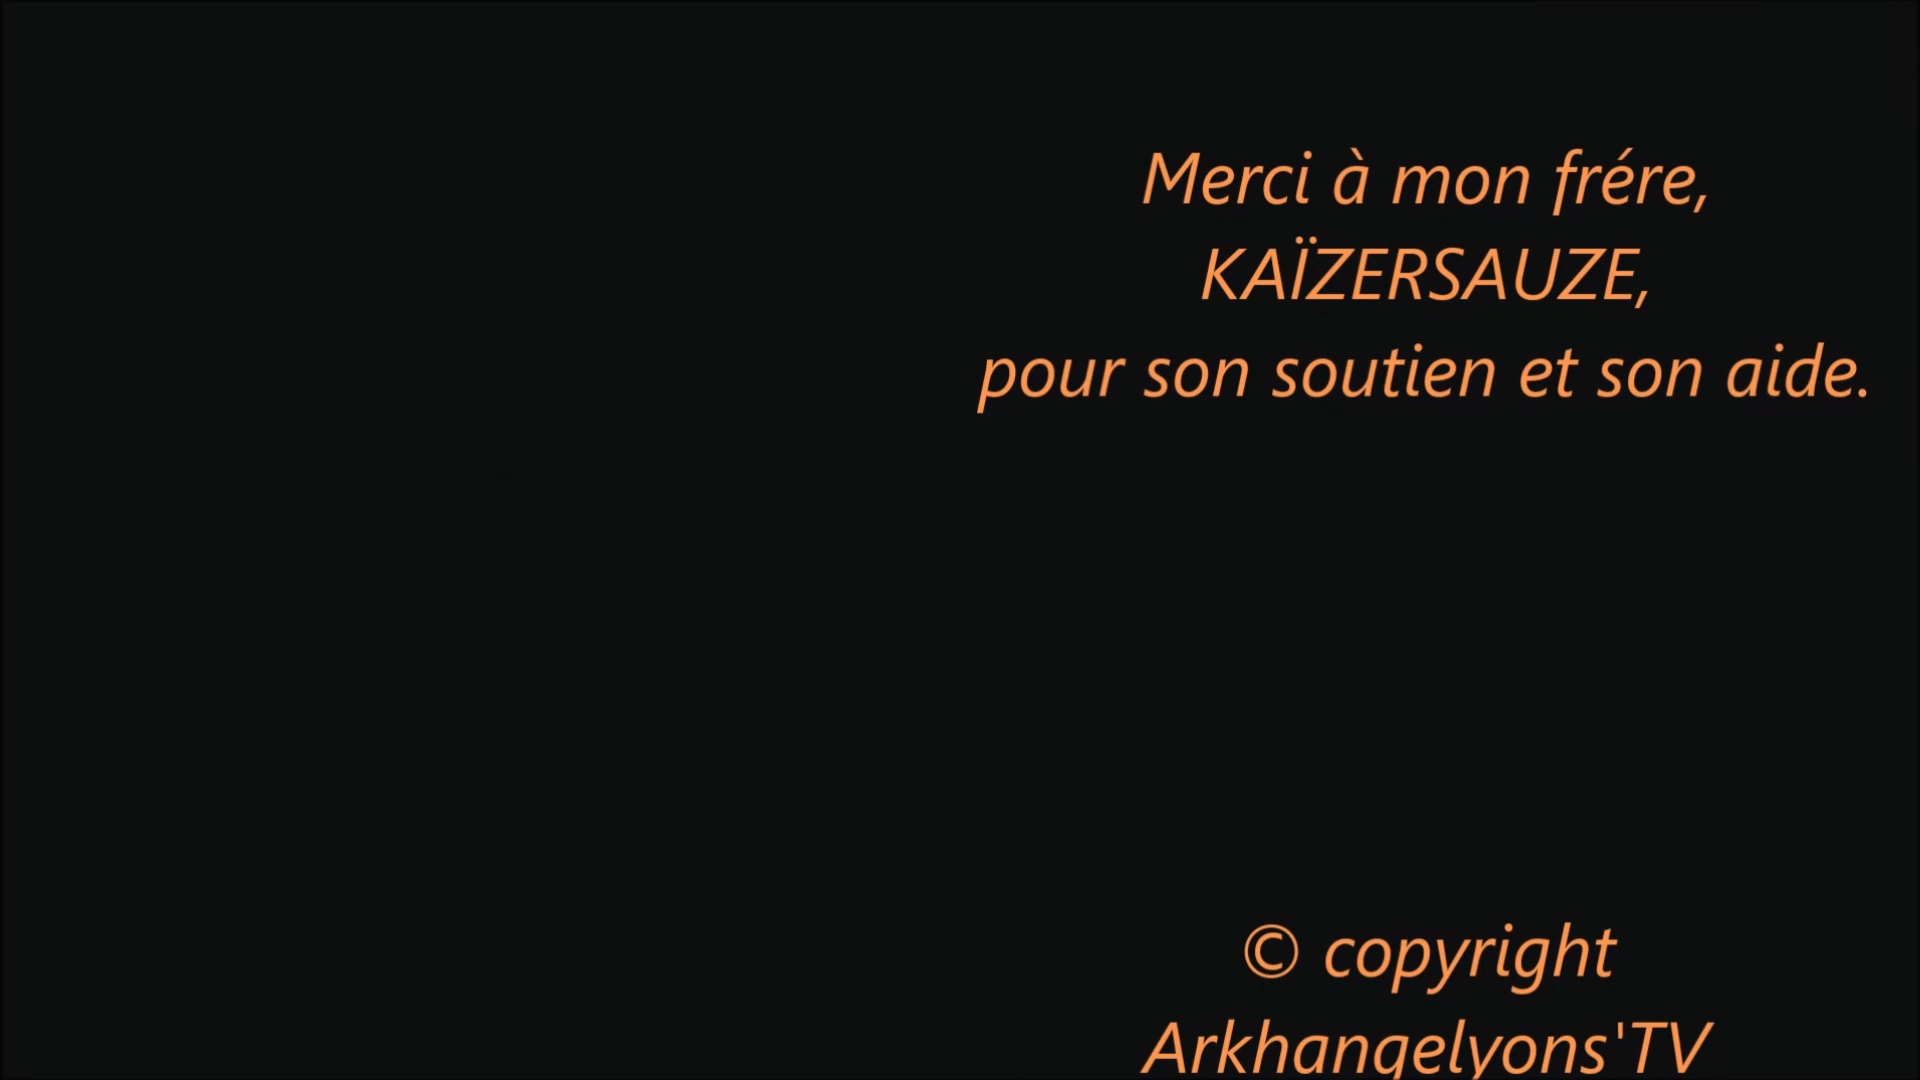 Merci à mon frére,
KAÏZERSAUZE,
pour son soutien et son aide.
© copyright
Arkhangelyons'TV